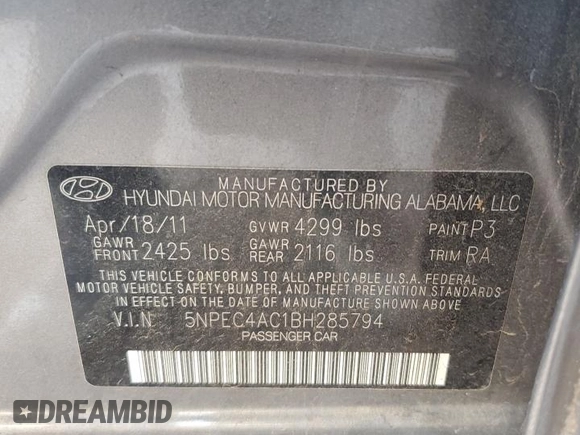 MANUFACTURED BY
HYUNDAI MOTOR MANUFACTURING ALABAMA, LLC
Apr/18/11 GVWR 4299 lbs PAINT P3
GAWR FRONT 2425 lbs GAWR REAR 2116 lbs TRIM RA
THIS VEHICLE CONFORMS TO ALL APPLICABLE U.S.A. FEDERAL
MOTOR VEHICLE SAFETY, BUMPER, AND THEFT PREVENTION STANDARDS
IN EFFECT ON THE DATE OF MANUFACTURE SHOWN ABOVE
V.I.N 5NPEC4AC1BH285794
PASSENGER CAR
DREAMBID